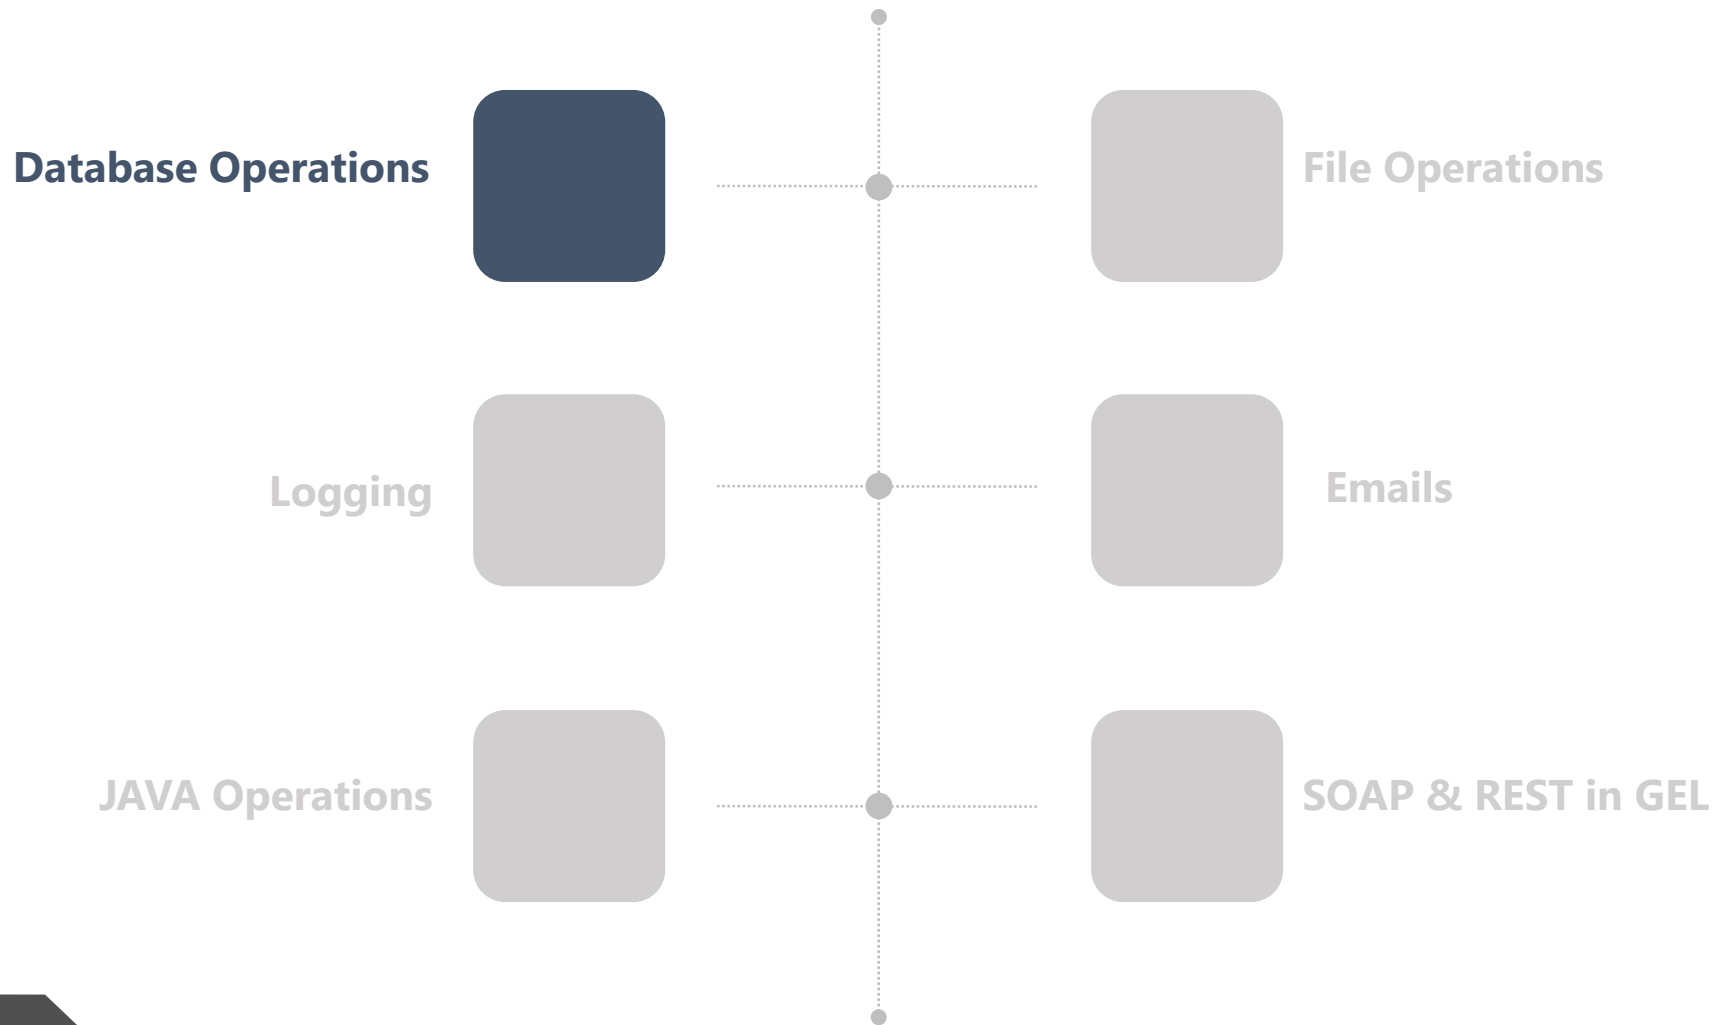 Database Operations
File Operations
Logging
Emails
JAVA Operations
SOAP & REST in GEL